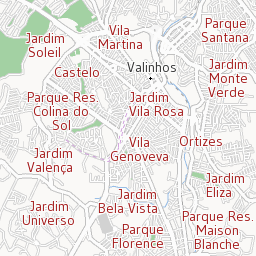 Parque
Santana
Vila
Martina
Jardim
Soleil
Castelo
Valinhos
Jardim
Monte
Verde
Parque Res.
Colina do
Sol
Jardim
Vila Rosa
Vila
Genoveva
Ortizes
Jardim
Valença
Jardim
Eliza
Jardim
Bela Vista
Jardim
Universo
Parque Res.
Maison
Blanche
Parque
Florence